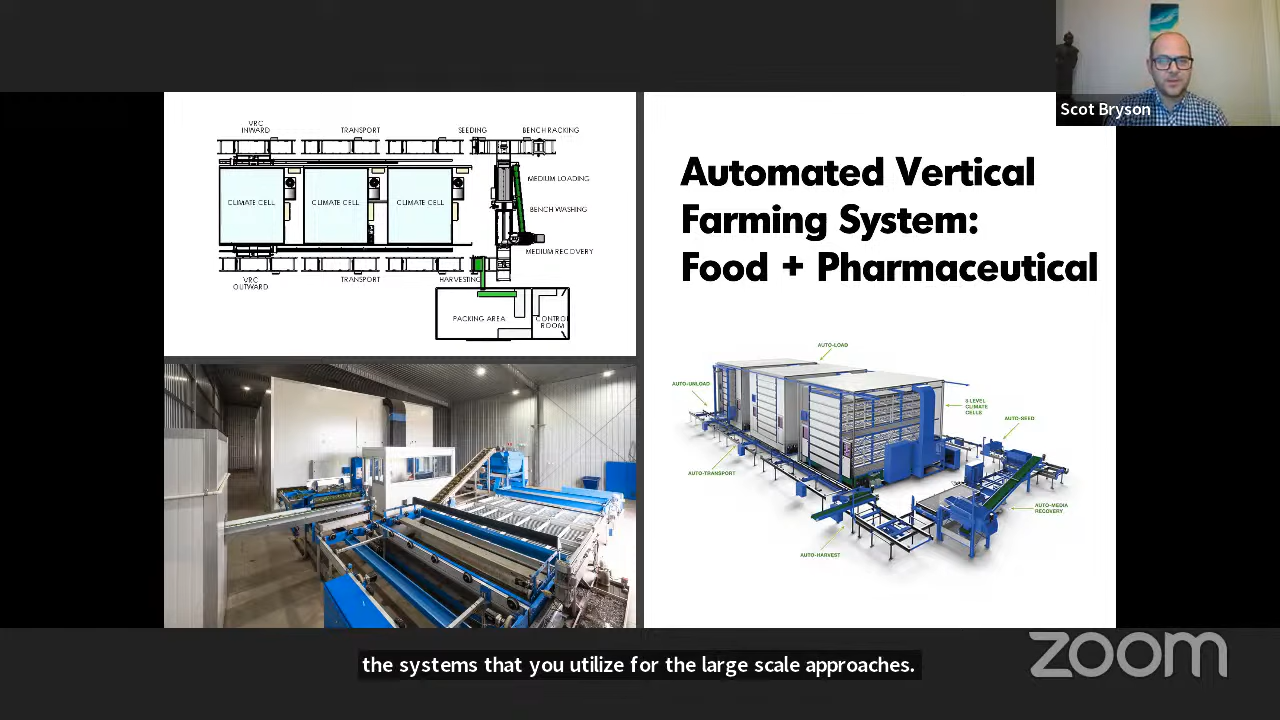 Scot Bryson
VRC
INWARD
TRANSPORT
SEEDING
BENCH RACKING
MEDIUM LOADING
CLIMATE CELL
CLIMATE CELL
CLIMATE CELL
BENCH WASHING
MEDIUM RECOVERY
VRC
OUTWARD
TRANSPORT
HARVESTING
PACKING AREA
CONTROL
ROOM
Automated Vertical
Farming System:
Food + Pharmaceutical
AUTO-LOAD
AUTO-UNLOAD
8 LEVEL
CLIMATE
CELLS
AUTO-SEED
AUTO-TRANSPORT
AUTO-MEDIA
RECOVERY
AUTO-HARVEST
the systems that you utilize for the large scale approaches.
zoom